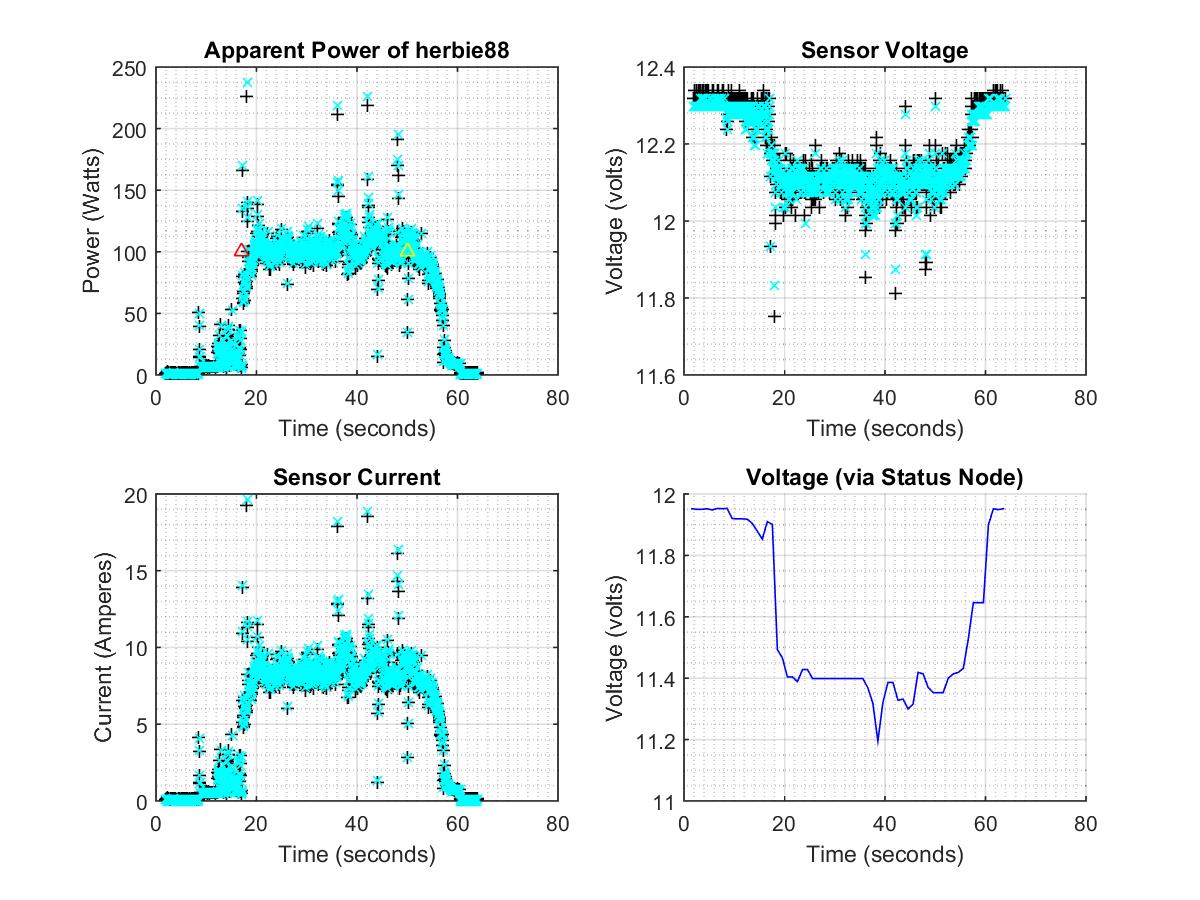 Apparent Power of herbie88
250
200
150
100
50
0
Power (Watts)
0 20 40 60 80
Time (seconds)
Sensor Voltage
12.4
12.2
12
11.8
11.6
Voltage (volts)
0 20 40 60 80
Time (seconds)
Sensor Current
20
15
10
5
0
Current (Amperes)
0 20 40 60 80
Time (seconds)
Voltage (via Status Node)
12
11.8
11.6
11.4
11.2
11
Voltage (volts)
0 20 40 60 80
Time (seconds)